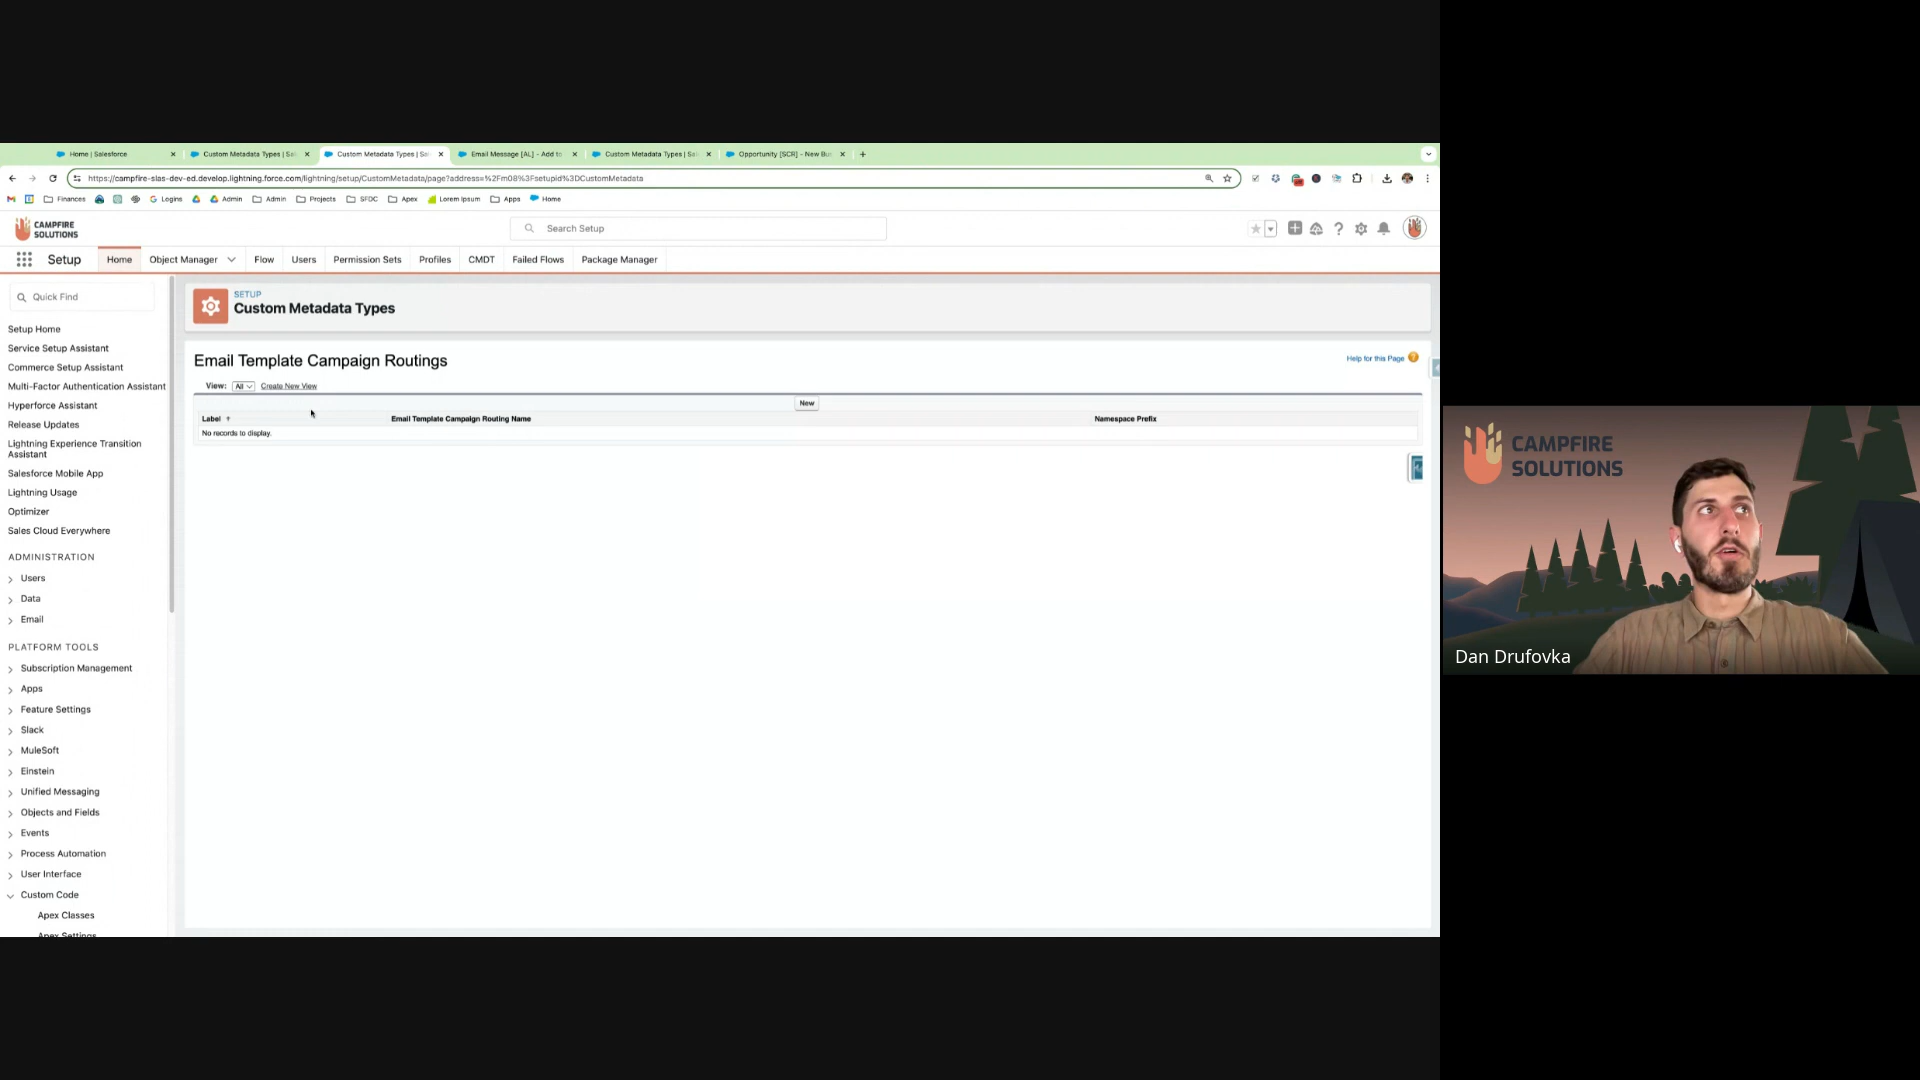 Home | Salesforce
Custom Metadata Types | Sa
Custom Metadata Types | Sa
Email Message [AL] - Add to
Custom Metadata Types | Sa
Opportunity [SCR] - New Bu
https://campfire-slas-dev-ed.develop.lightning.force.com/lightning/setup/CustomMetadata/page?address=%2Fm08%3Fsetupid%3DCustomMetadata
Finances
Logins
Admin
Admin
Projects
SFDC
Apex
Lorem Ipsum
Apps
Home
CAMPFIRE
SOLUTIONS
Search Setup
Setup
Home
Object Manager
Flow
Users
Permission Sets
Profiles
CMDT
Failed Flows
Package Manager
Quick Find
Setup Home
Service Setup Assistant
Commerce Setup Assistant
Multi-Factor Authentication Assistant
Hyperforce Assistant
Release Updates
Lightning Experience Transition
Assistant
Salesforce Mobile App
Lightning Usage
Optimizer
Sales Cloud Everywhere
ADMINISTRATION
Users
Data
Email
PLATFORM TOOLS
Subscription Management
Apps
Feature Settings
Slack
MuleSoft
Einstein
Unified Messaging
Objects and Fields
Events
Process Automation
User Interface
Custom Code
Apex Classes
Apex Settings
SETUP
Custom Metadata Types
Email Template Campaign Routings
Help for this Page
View: All Create New View
New
Label Email Template Campaign Routing Name Namespace Prefix
No records to display.
CAMPFIRE
SOLUTIONS
Dan Drufovka